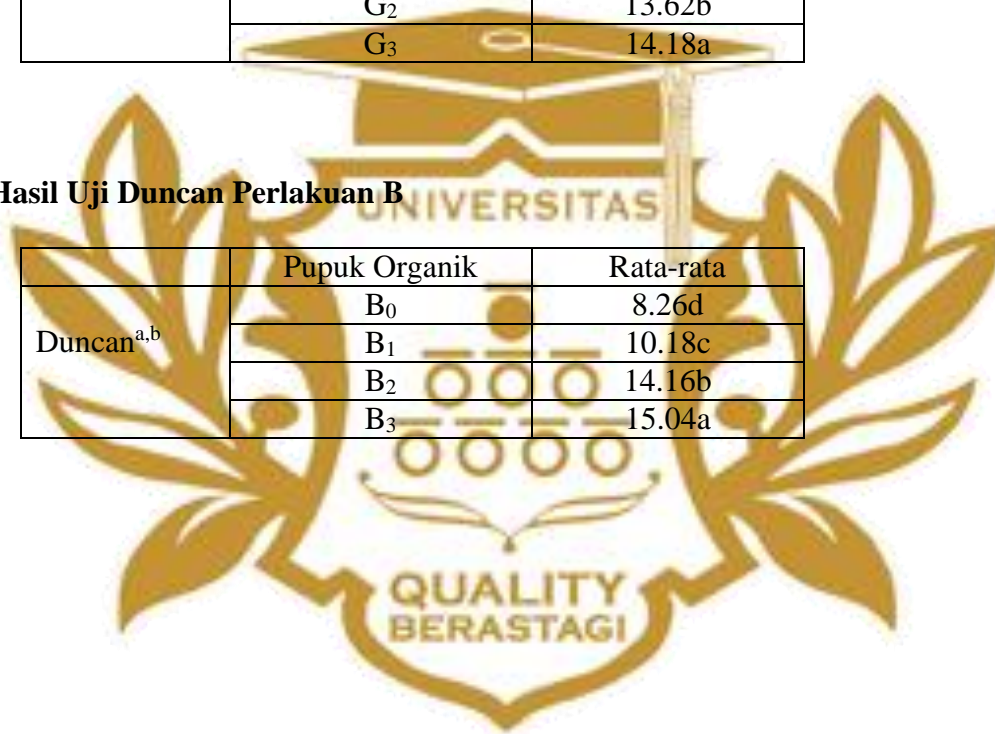 G₂ 13.62b
G₃ 14.18a
Hasil Uji Duncan Perlakuan B
UNIVERSITAS
Pupuk Organik Rata-rata
Duncanᵃ,ᵇ
B₀ 8.26d
B₁ 10.18c
B₂ 14.16b
B₃ 15.04a
QUALITY
BERASTAGI